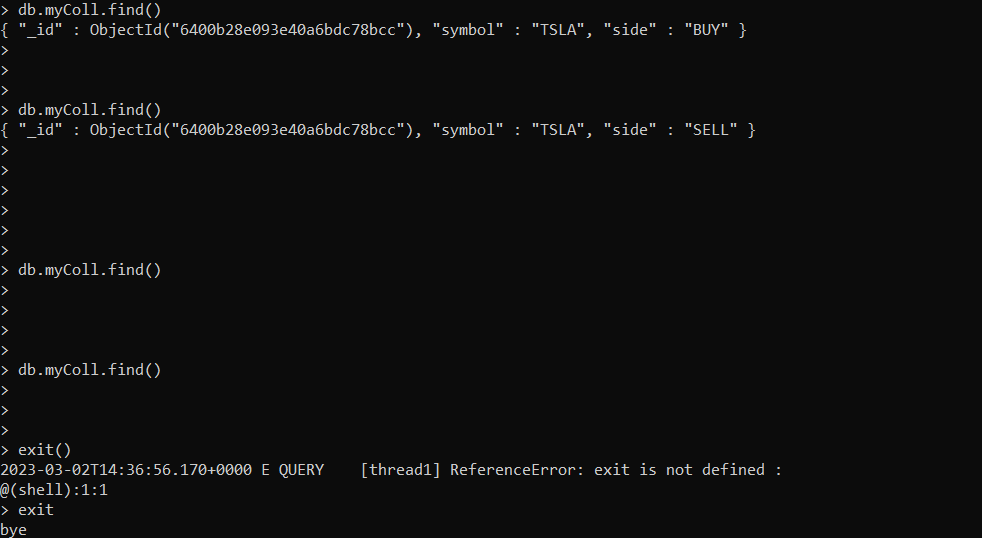 > db.myColl.find()
{ "_id" : ObjectId("6400b28e093e40a6bdc78bcc"), "symbol" : "TSLA", "side" : "BUY" }
>
>
>
> db.myColl.find()
{ "_id" : ObjectId("6400b28e093e40a6bdc78bcc"), "symbol" : "TSLA", "side" : "SELL" }
>
>
>
>
>
>
> db.myColl.find()
>
>
>
>
> db.myColl.find()
>
>
>
> exit()
2023-03-02T14:36:56.170+0000 E QUERY    [thread1] ReferenceError: exit is not defined :
@(shell):1:1
> exit
bye